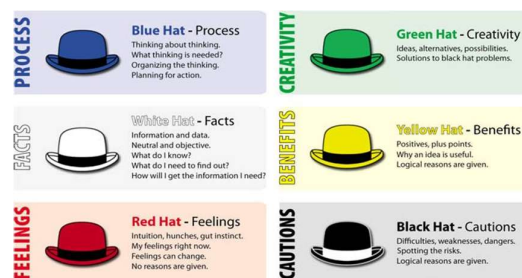 PROCESS
Blue Hat - Process
Thinking about thinking.
What thinking is needed?
Organizing the thinking.
Planning for action.
CREATIVITY
Green Hat - Creativity
Ideas, alternatives, possibilities.
Solutions to black hat problems.
FACTS
White Hat - Facts
Information and data.
Neutral and objective.
What do I know?
What do I need to find out?
How will I get the information I need?
BENEFITS
Yellow Hat - Benefits
Positives, plus points.
Why an idea is useful.
Logical reasons are given.
FEELINGS
Red Hat - Feelings
Intuition, hunches, gut instinct.
My feelings right now.
Feelings can change.
No reasons are given.
CAUTIONS
Black Hat - Cautions
Difficulties, weaknesses, dangers.
Spotting the risks.
Logical reasons are given.